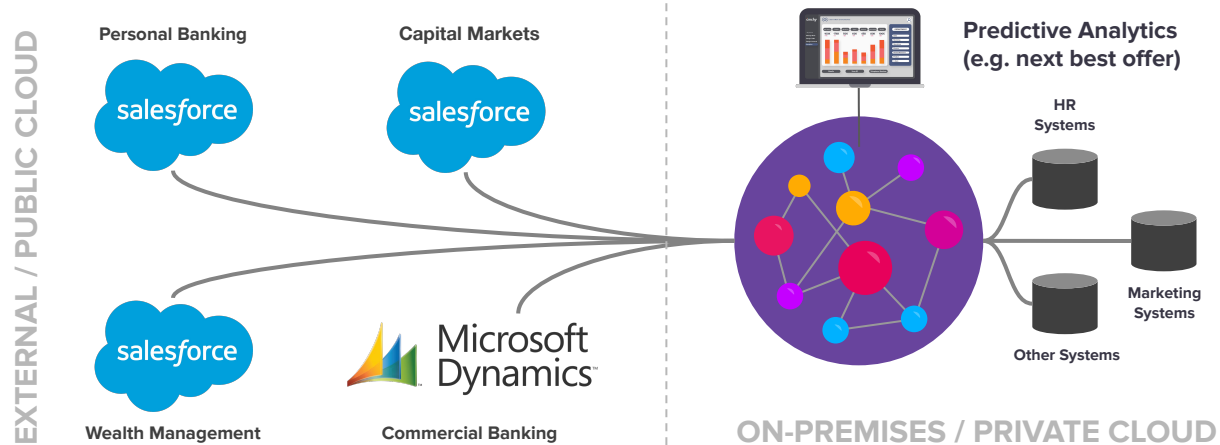 EXTERNAL / PUBLIC CLOUD
Personal Banking
salesforce
Capital Markets
salesforce
salesforce
Wealth Management
Microsoft
Dynamics™
Commercial Banking
Predictive Analytics
(e.g. next best offer)
HR
Systems
Marketing
Systems
Other Systems
ON-PREMISES / PRIVATE CLOUD